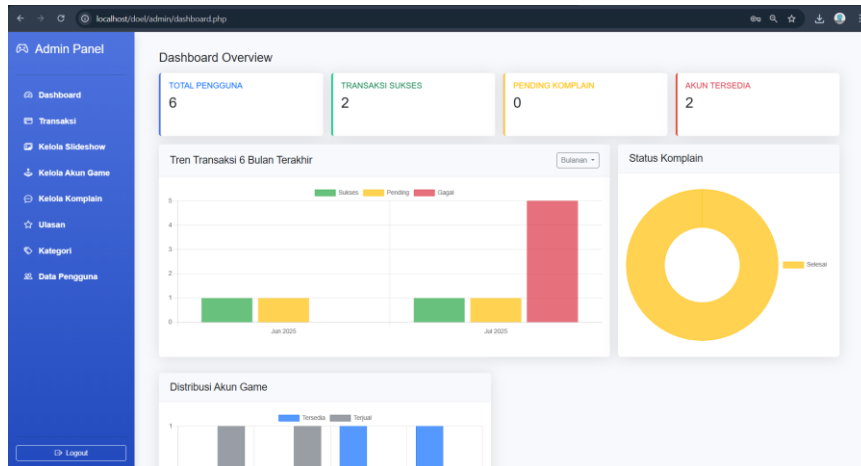 localhost/doel/admin/dashboard.php
Admin Panel
Dashboard
Transaksi
Kelola Slideshow
Kelola Akun Game
Kelola Komplain
Ulasan
Kategori
Data Pengguna
Logout
Dashboard Overview
TOTAL PENGGUNA
6
TRANSAKSI SUKSES
2
PENDING KOMPLAIN
0
AKUN TERSEDIA
2
Tren Transaksi 6 Bulan Terakhir
Bulanan
Sukses Pending Gagal
5
4
3
2
1
0
Jun 2025 Jul 2025
Status Komplain
Selesai
Distribusi Akun Game
Tersedia Terjual
1